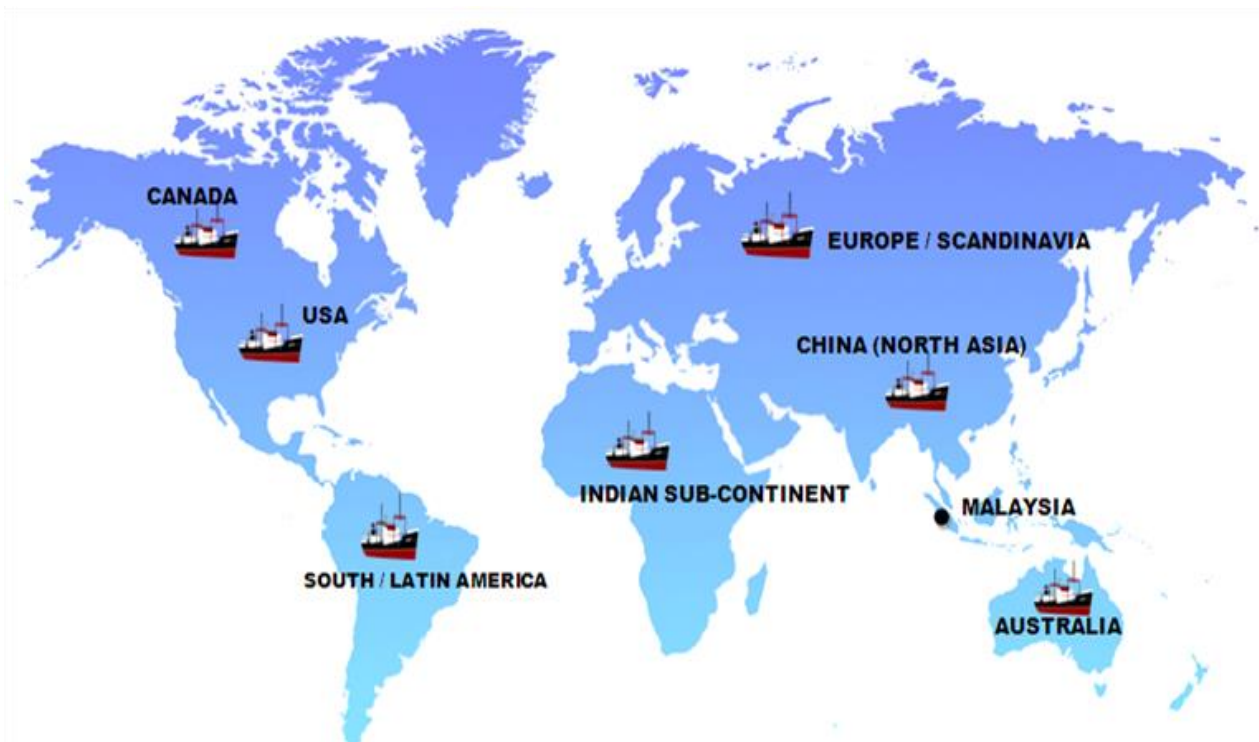 CANADA
EUROPE / SCANDINAVIA
USA
CHINA (NORTH ASIA)
INDIAN SUB-CONTINENT
MALAYSIA
SOUTH / LATIN AMERICA
AUSTRALIA